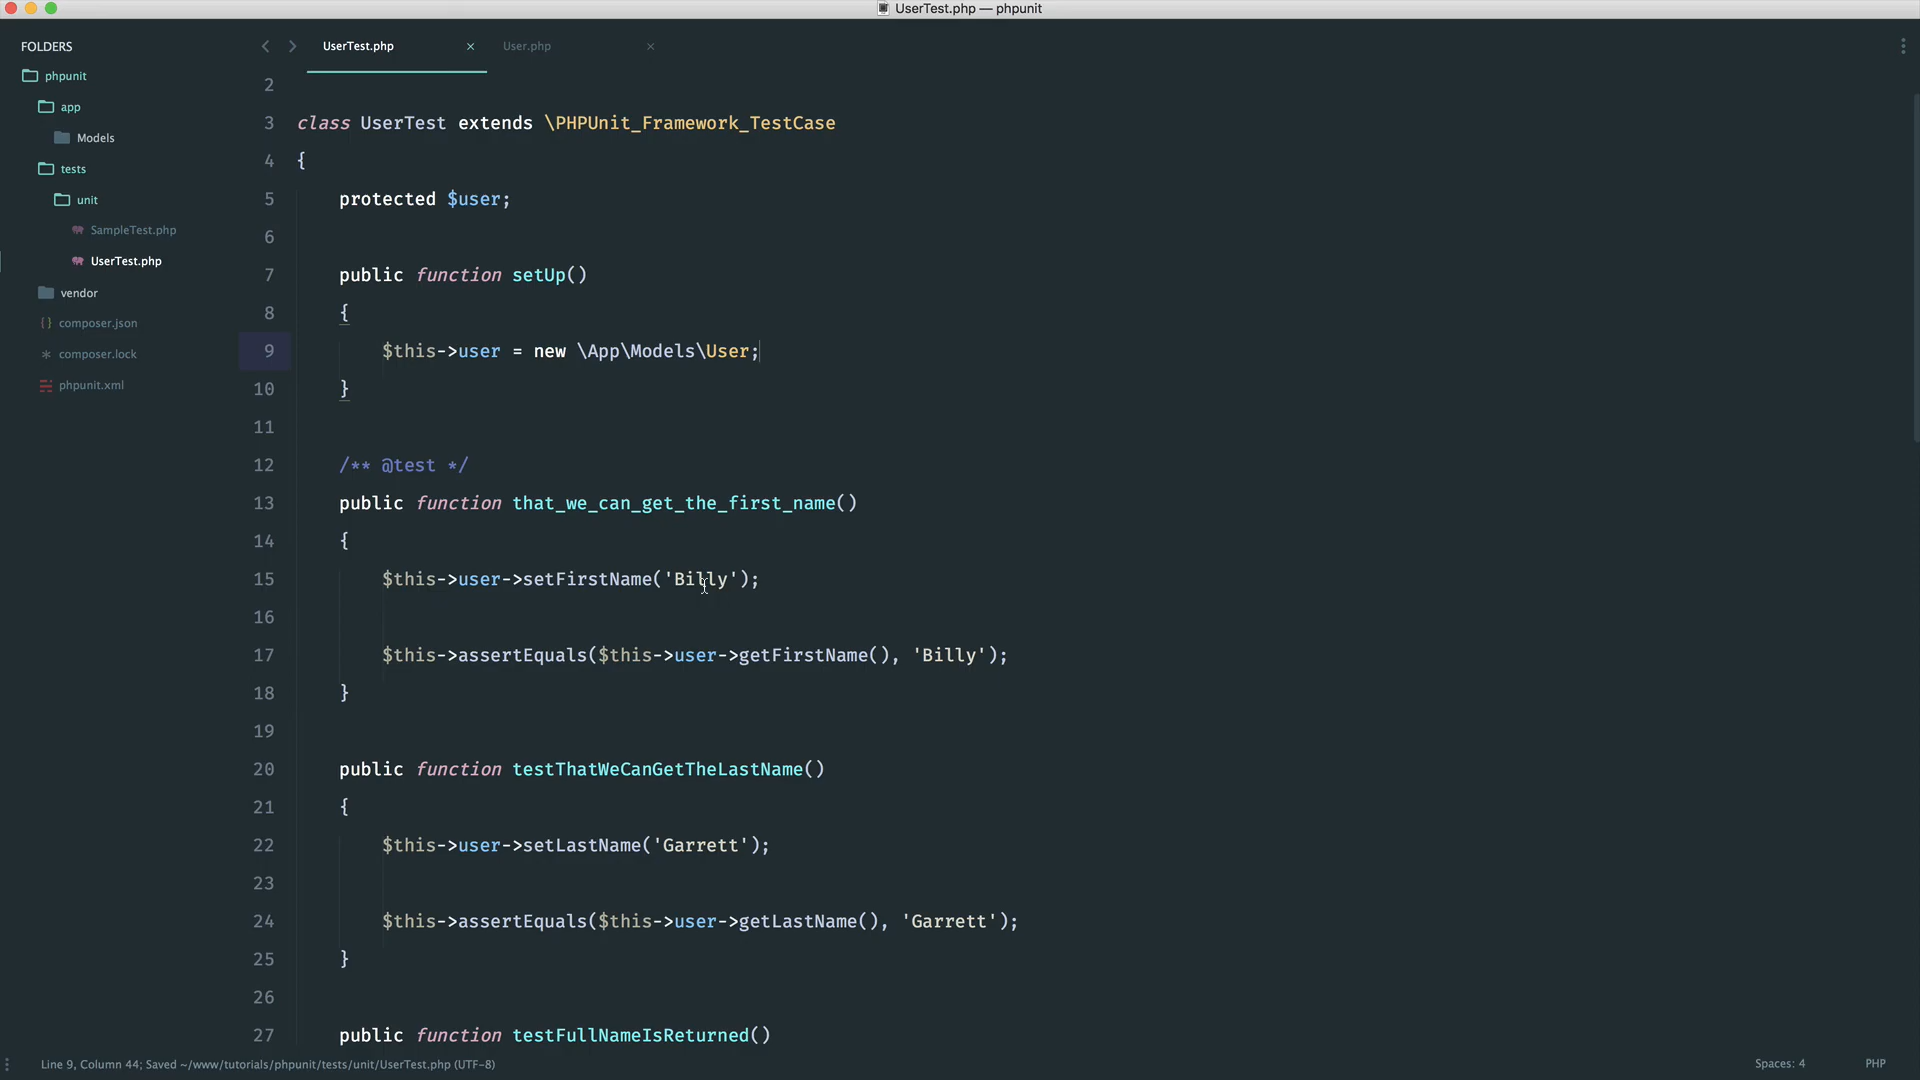 UserTest.php — phpunit
FOLDERS
phpunit
app
Models
tests
unit
SampleTest.php
UserTest.php
vendor
composer.json
composer.lock
phpunit.xml
UserTest.php × User.php ×
2
3 class UserTest extends \PHPUnit_Framework_TestCase
4 {
5 protected $user;
6
7 public function setUp()
8 {
9 $this->user = new \App\Models\User;
10 }
11
12 /** @test */
13 public function that_we_can_get_the_first_name()
14 {
15 $this->user->setFirstName('Billy');
16
17 $this->assertEquals($this->user->getFirstName(), 'Billy');
18 }
19
20 public function testThatWeCanGetTheLastName()
21 {
22 $this->user->setLastName('Garrett');
23
24 $this->assertEquals($this->user->getLastName(), 'Garrett');
25 }
26
27 public function testFullNameIsReturned()
Line 9, Column 44; Saved ~/www/tutorials/phpunit/tests/unit/UserTest.php (UTF-8) Spaces: 4 PHP